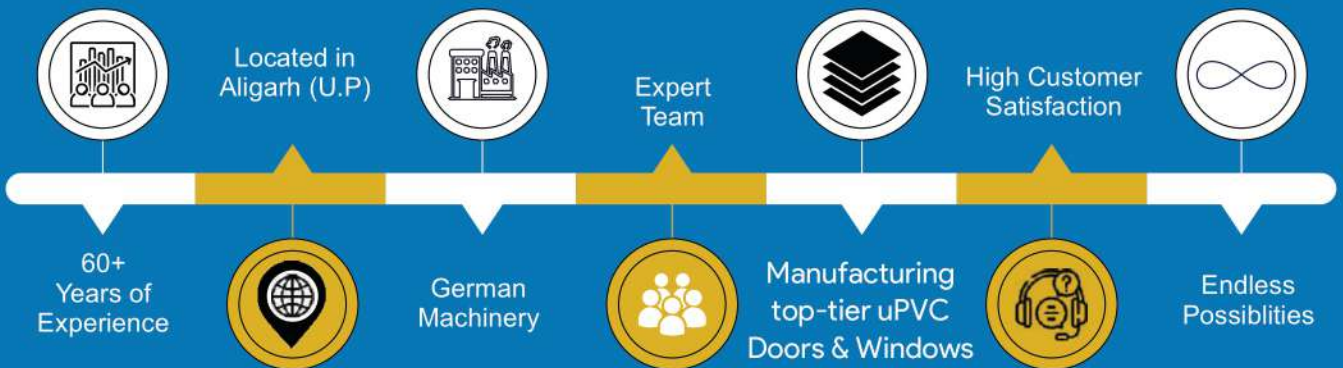 60+
Years of
Experience
Located in
Aligarh (U.P)
German
Machinery
Expert
Team
Manufacturing
top-tier uPVC
Doors & Windows
High Customer
Satisfaction
Endless
Possiblities